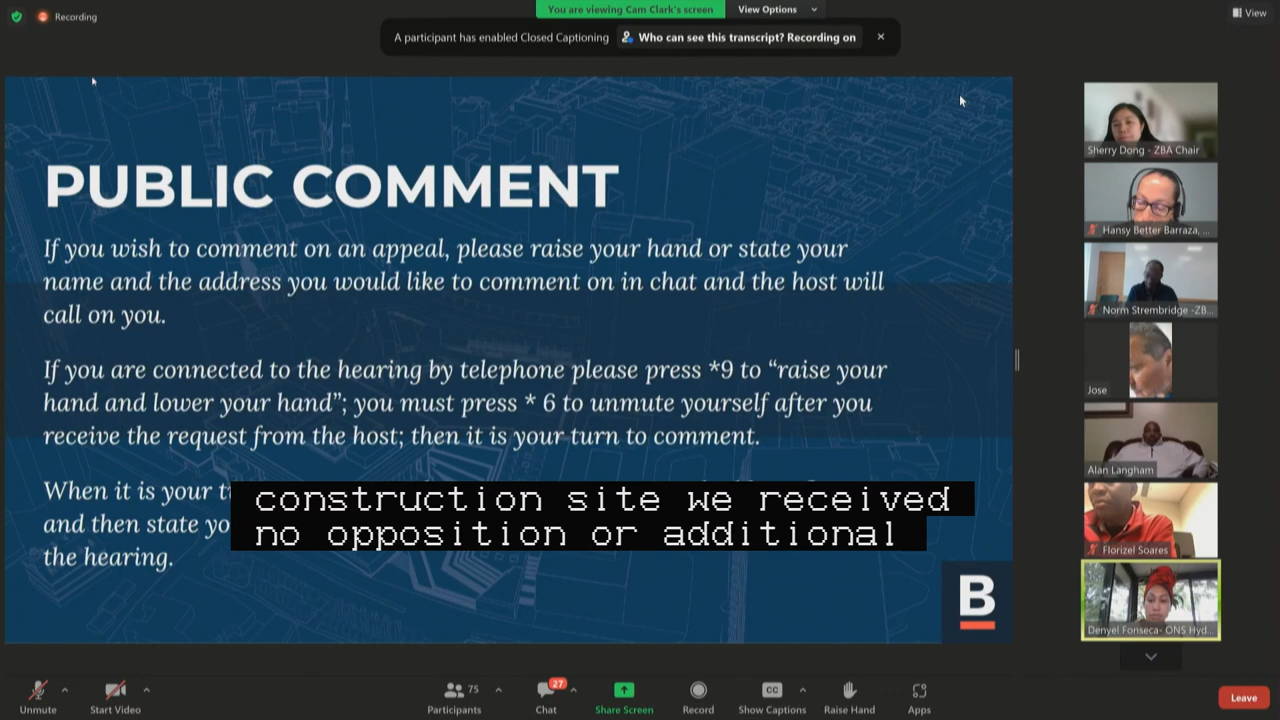 Recording
You are viewing Cam Clark's screen
View Options
View
A participant has enabled Closed Captioning
Who can see this transcript? Recording on
PUBLIC COMMENT
If you wish to comment on an appeal, please raise your hand or state your
name and the address you would like to comment on in chat and the host will
call on you.
If you are connected to the hearing by telephone please press *9 to “raise your
hand and lower your hand”; you must press * 6 to unmute yourself after you
receive the request from the host; then it is your turn to comment.
When it is your
and then state
the hearing.
construction site we received
no opposition or additional
B
Sherry Dong - ZBA Chair
Hansy Better Barraza, ...
Norm Strembridge -ZB...
Jose
Alan Langham
Florizel Soares
Denyel Fonseca- ONS Hyd...
Unmute
Start Video
Participants
75
Chat
27
Share Screen
Record
CC
Show Captions
Raise Hand
Apps
Leave